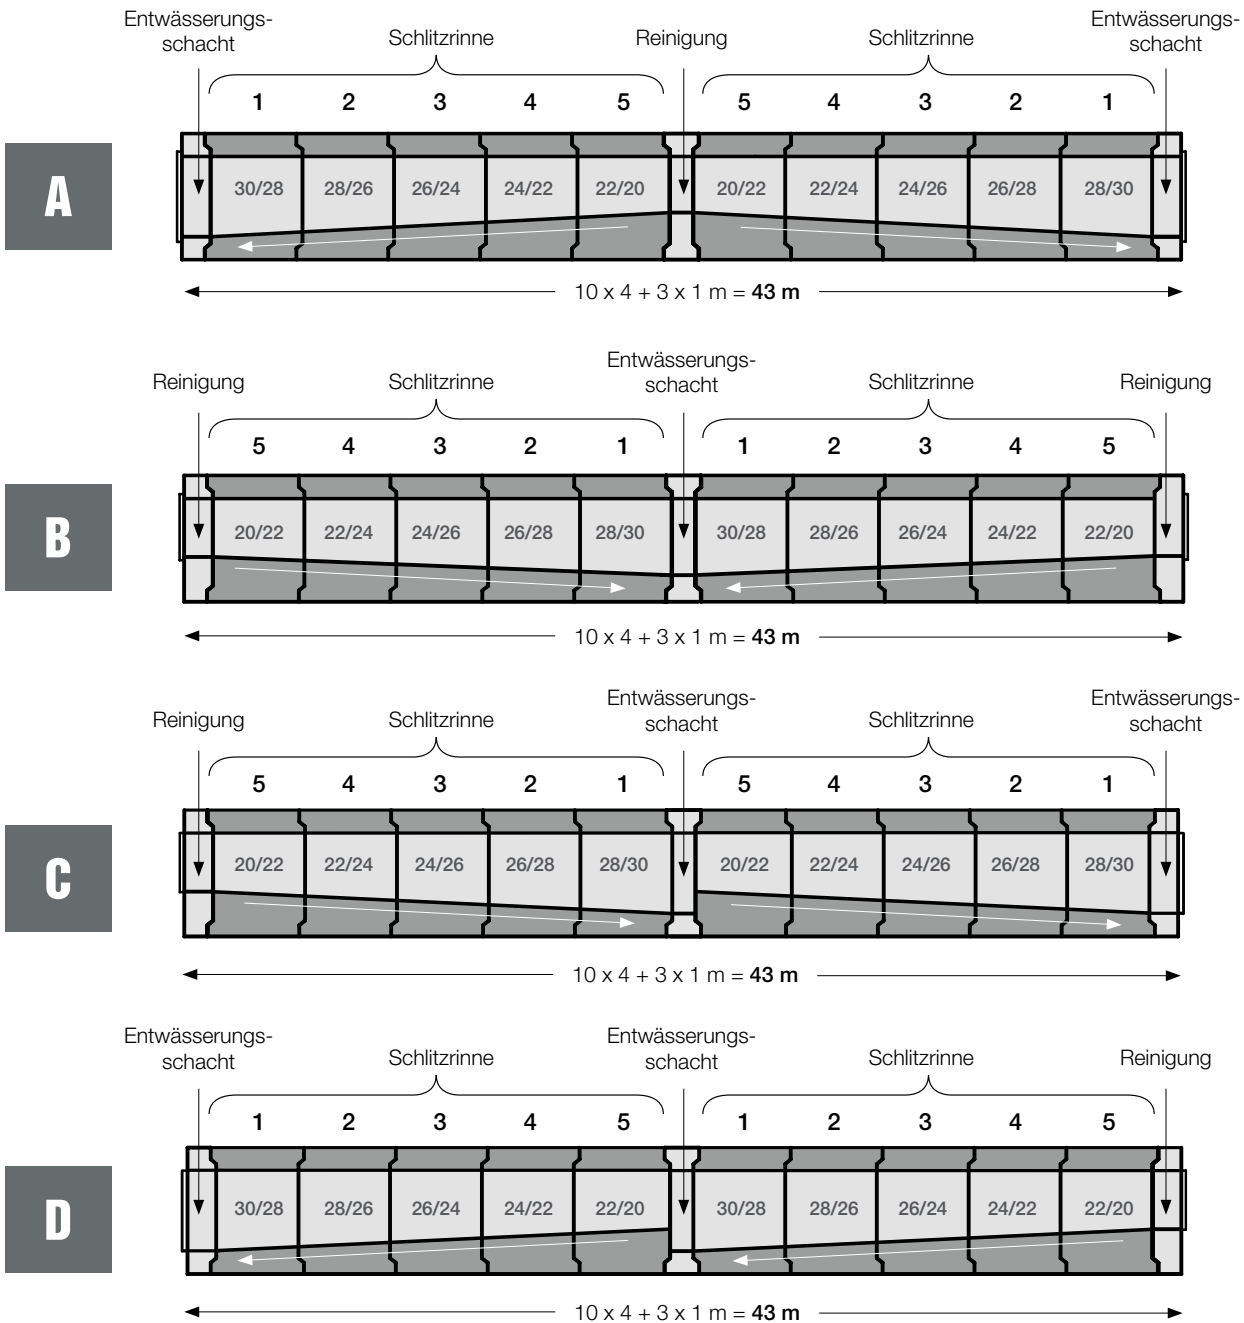 Entwässerungs-
schacht
Schlitzrinne
Reinigung
Schlitzrinne
Entwässerungs-
schacht
1 2 3 4 5 5 4 3 2 1
A
30/28 28/26 26/24 24/22 22/20 20/22 22/24 24/26 26/28 28/30
10 x 4 + 3 x 1 m = 43 m
Reinigung
Schlitzrinne
Entwässerungs-
schacht
Schlitzrinne
Reinigung
5 4 3 2 1 1 2 3 4 5
B
20/22 22/24 24/26 26/28 28/30 30/28 28/26 26/24 24/22 22/20
10 x 4 + 3 x 1 m = 43 m
Reinigung
Schlitzrinne
Entwässerungs-
schacht
Schlitzrinne
Entwässerungs-
schacht
5 4 3 2 1 5 4 3 2 1
C
20/22 22/24 24/26 26/28 28/30 20/22 22/24 24/26 26/28 28/30
10 x 4 + 3 x 1 m = 43 m
Entwässerungs-
schacht
Schlitzrinne
Entwässerungs-
schacht
Schlitzrinne
Reinigung
1 2 3 4 5 1 2 3 4 5
D
30/28 28/26 26/24 24/22 22/20 30/28 28/26 26/24 24/22 22/20
10 x 4 + 3 x 1 m = 43 m